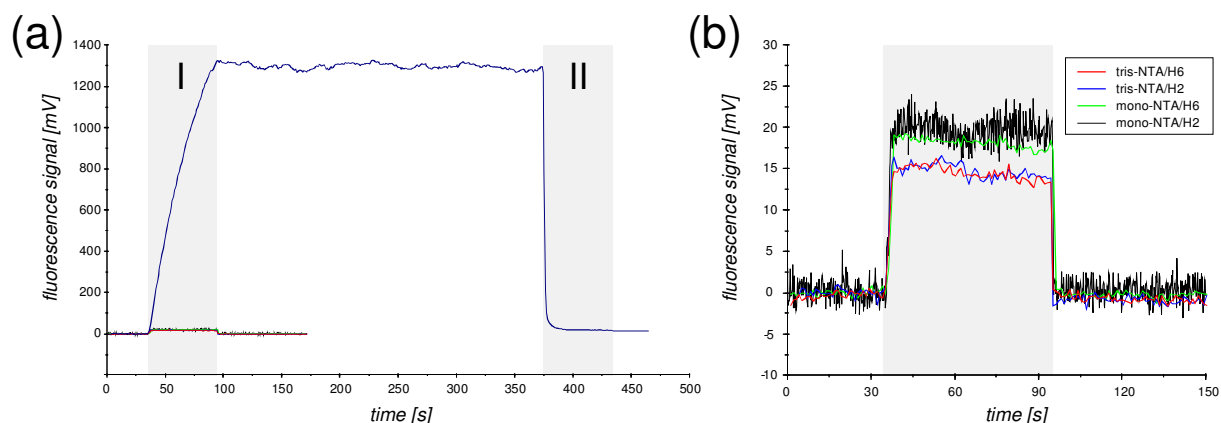 (a)
1400
1200
1000
800
600
400
200
0
fluorescence signal [mV]
I
II
0 50 100 150 200 250 300 350 400 450 500
time [s]
(b)
30
25
20
15
10
5
0
-5
-10
fluorescence signal [mV]
tris-NTA/H6
tris-NTA/H2
mono-NTA/H6
mono-NTA/H2
0 30 60 90 120 150
time [s]